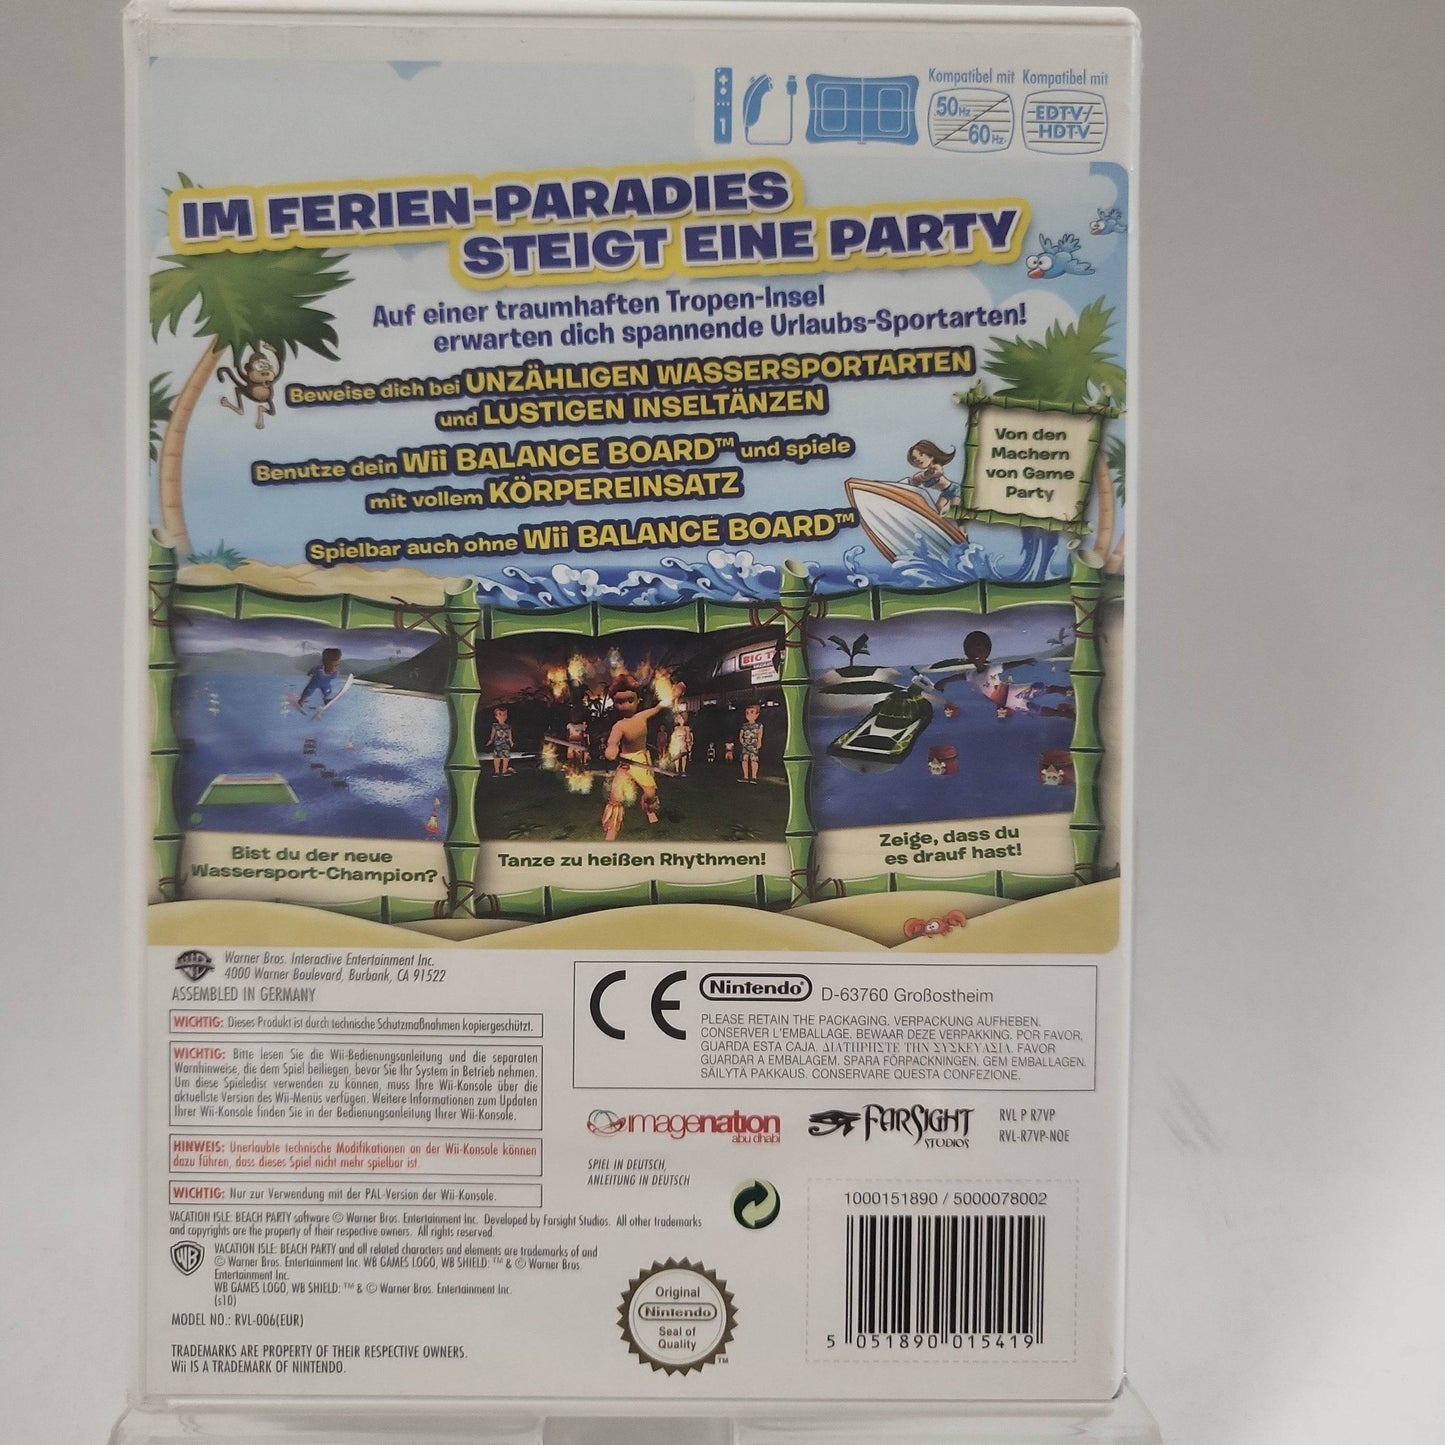 Kompatibel mit Kompatibel mit
50Hz 60Hz
EDTV/
HDTV
1
IM FERIEN-PARADIES
STEIGT EINE PARTY
Auf einer traumhaften Tropen-Insel
erwarten dich spannende Urlaubs-Sportarten!
Beweise dich bei UNZÄHLIGEN WASSERSPORTARTEN
und LUSTIGEN INSELTÄNZEN
Benutze dein Wii BALANCE BOARD™ und spiele
mit vollem KÖRPEREINSATZ
Spielbar auch ohne Wii BALANCE BOARD™
Von den
Machern
von Game
Party
BIG T
Bist du der neue
Wassersport-Champion?
Tanze zu heißen Rhythmen!
Zeige, dass du
es drauf hast!
Warner Bros. Interactive Entertainment Inc.
4000 Warner Boulevard, Burbank, CA 91522
ASSEMBLED IN GERMANY
WICHTIG: Dieses Produkt ist durch technische Schutzmaßnahmen kopiergeschützt.
WICHTIG: Bitte lesen Sie die Wii-Bedienungsanleitung und die separaten
Warnhinweise, die dem Spiel beiliegen, bevor Sie Ihr System in Betrieb nehmen.
Um diese Spieledisc verwenden zu können, muss Ihre Wii-Konsole über die
aktuellste Version des Wii-Menüs verfügen. Weitere Informationen zum Updaten
Ihrer Wii-Konsole finden Sie in der Bedienungsanleitung Ihrer Wii-Konsole.
HINWEIS: Unerlaubte technische Modifikationen an der Wii-Konsole können
dazu führen, dass dieses Spiel nicht mehr spielbar ist.
WICHTIG: Nur zur Verwendung mit der PAL-Version der Wii-Konsole.
VACATION ISLE: BEACH PARTY software © Warner Bros. Entertainment Inc. Developed by Farsight Studios. All other trademarks
and copyrights are the property of their respective owners. All rights reserved.
WB
VACATION ISLE: BEACH PARTY and all related characters and elements are trademarks of and
© Warner Bros. Entertainment Inc. WB GAMES LOGO, WB SHIELD: ™ & © Warner Bros.
Entertainment Inc.
WB GAMES LOGO, WB SHIELD: ™ & © Warner Bros. Entertainment Inc.
(s10)
MODEL NO.: RVL-006(EUR)
TRADEMARKS ARE PROPERTY OF THEIR RESPECTIVE OWNERS.
Wii IS A TRADEMARK OF NINTENDO.
CE
Nintendo® D-63760 Großostheim
PLEASE RETAIN THE PACKAGING. VERPACKUNG AUFHEBEN.
CONSERVER L'EMBALLAGE. BEWAAR DEZE VERPAKKING. POR FAVOR,
GUARDA ESTA CAJA. ΔΙΑΤΗΡΗΣΤΕ ΤΗΝ ΣΥΣΚΕΥΑΣΙΑ. FAVOR
GUARDAR A EMBALAGEM. SPARA FÖRPACKNINGEN. GEM EMBALLAGEN.
SÄILYTÄ PAKKAUS. CONSERVARE QUESTA CONFEZIONE.
imagenation
abu dhabi
FARSIGHT
STUDIOS
RVL P R7VP
RVL-R7VP-NOE
SPIEL IN DEUTSCH,
ANLEITUNG IN DEUTSCH
1000151890 / 5000078002
5 051890 015419
Original
Nintendo
Seal of
Quality
™